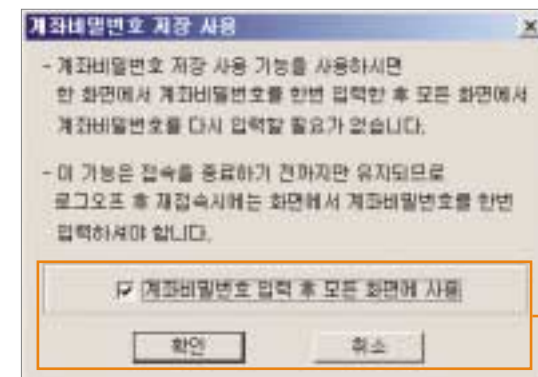 계좌비밀번호 저장 사용
- 계좌비밀번호 저장 사용 기능을 사용하시면
한 화면에서 계좌비밀번호를 한번 입력한 후 모든 화면에서
계좌비밀번호를 다시 입력할 필요가 없습니다.
- 이 기능은 접속을 종료하기 전까지만 유지되므로
로그오프 후 재접속시에는 화면에서 계좌비밀번호를 한번
입력하셔야 합니다.
계좌비밀번호 입력 후 모든 화면에 사용
확인
취소